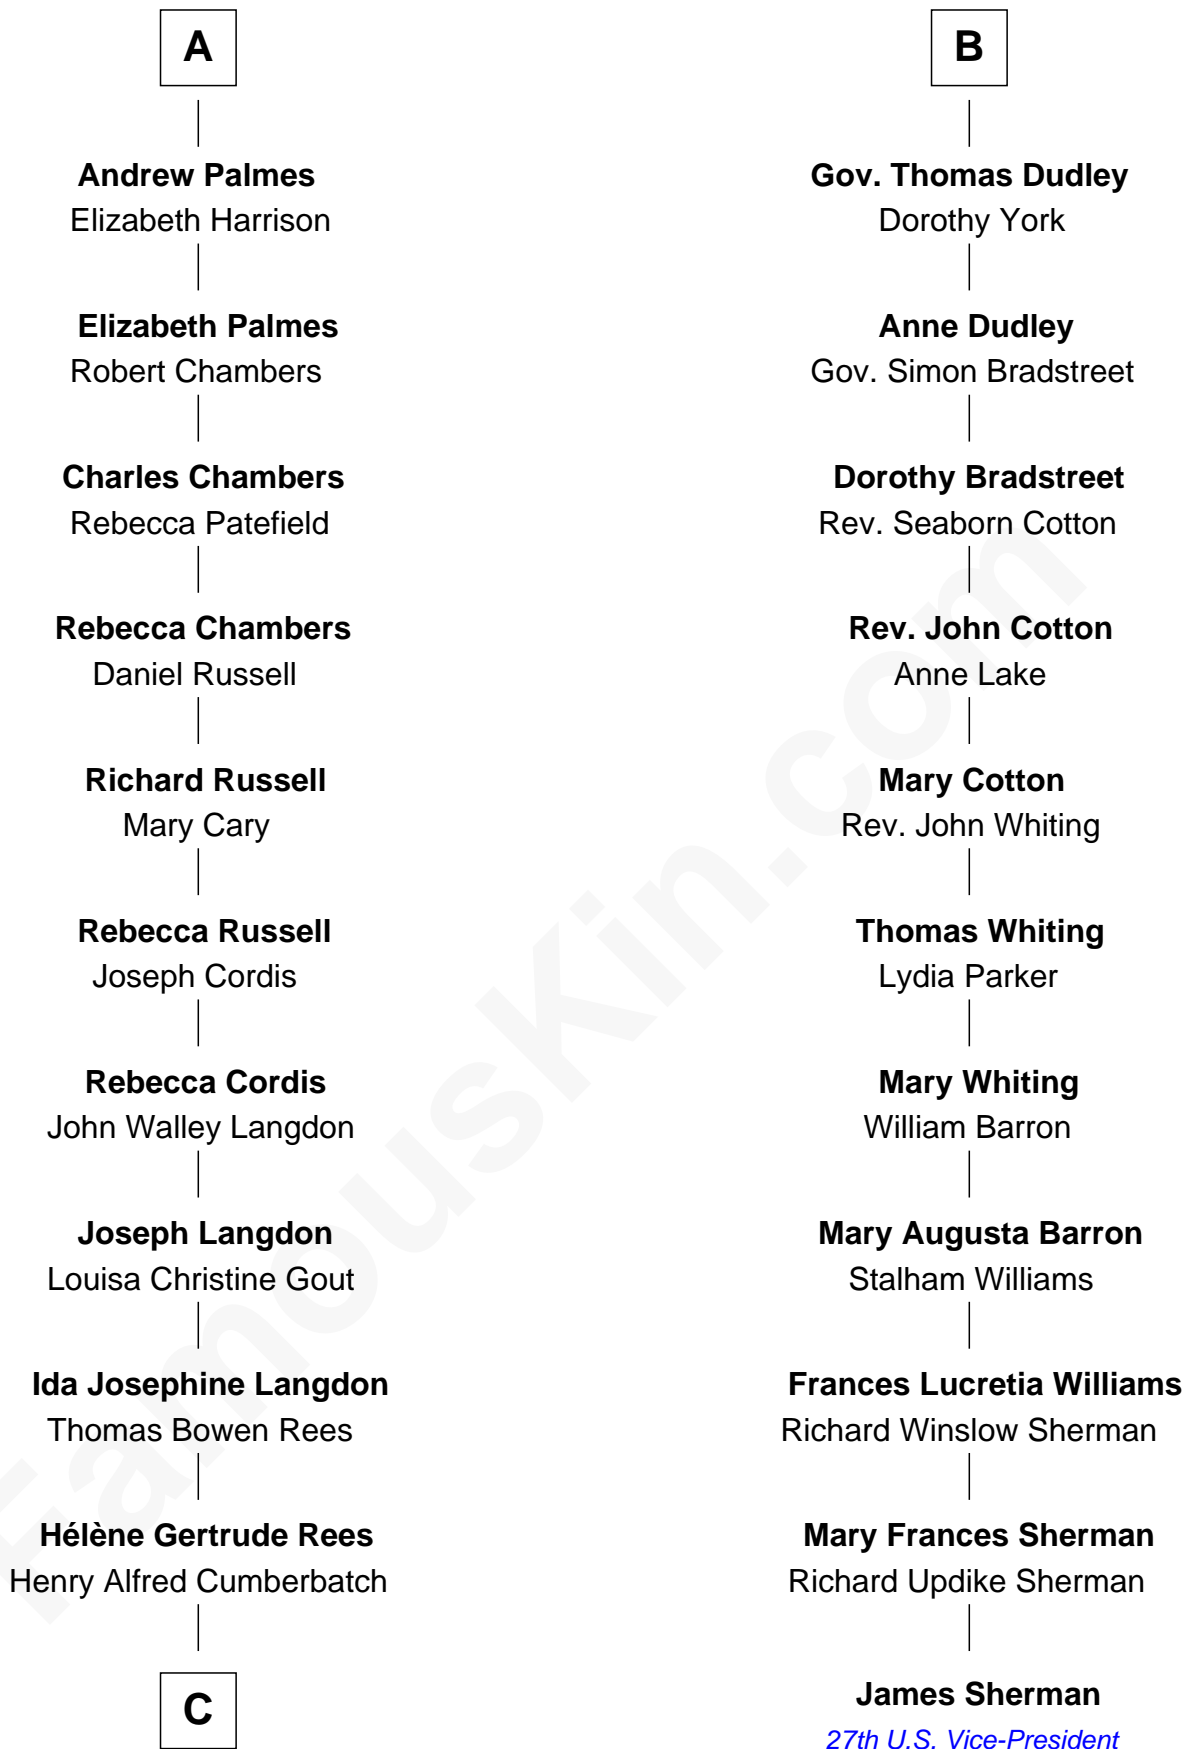 A
Andrew Palmes
Elizabeth Harrison
Elizabeth Palmes
Robert Chambers
Charles Chambers
Rebecca Patefield
Rebecca Chambers
Daniel Russell
Richard Russell
Mary Cary
Rebecca Russell
Joseph Cordis
Rebecca Cordis
John Walley Langdon
Joseph Langdon
Louisa Christine Gout
Ida Josephine Langdon
Thomas Bowen Rees
Hélène Gertrude Rees
Henry Alfred Cumberbatch
C
B
Gov. Thomas Dudley
Dorothy York
Anne Dudley
Gov. Simon Bradstreet
Dorothy Bradstreet
Rev. Seaborn Cotton
Rev. John Cotton
Anne Lake
Mary Cotton
Rev. John Whiting
Thomas Whiting
Lydia Parker
Mary Whiting
William Barron
Mary Augusta Barron
Stalham Williams
Frances Lucretia Williams
Richard Winslow Sherman
Mary Frances Sherman
Richard Updike Sherman
James Sherman
27th U.S. Vice-President
FamousKin.com